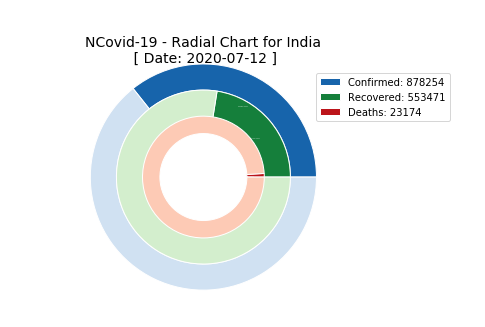 NCovid-19 - Radial Chart for India
[ Date: 2020-07-12 ]
Confirmed: 878254
Recovered: 553471
Deaths: 23174